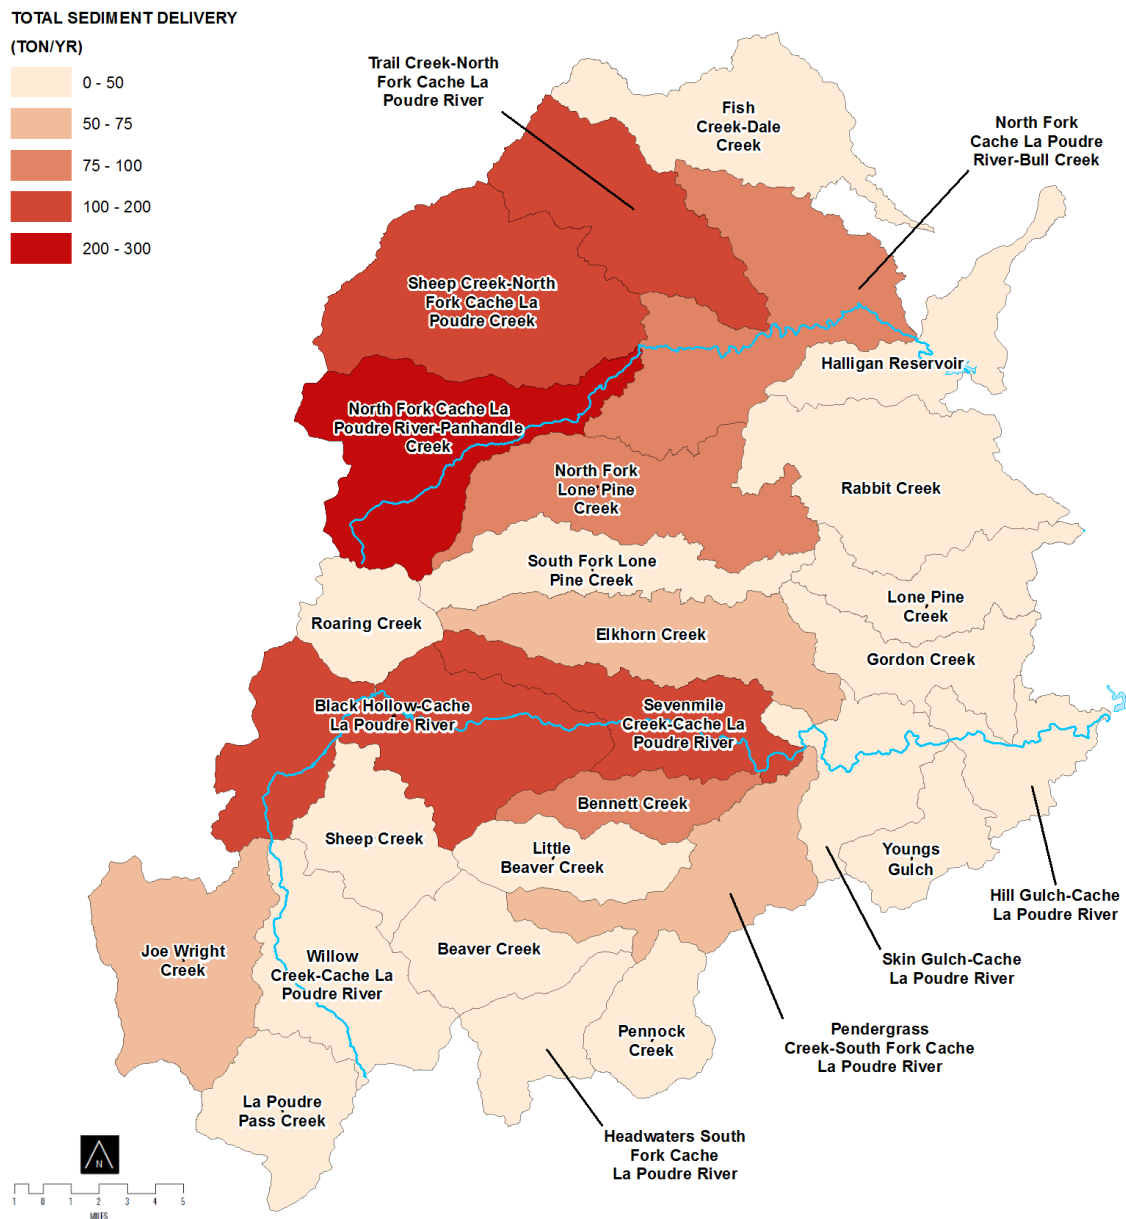 TOTAL SEDIMENT DELIVERY
(TON/YR)
0 - 50
50 - 75
75 - 100
100 - 200
200 - 300
Trail Creek-North
Fork Cache La
Poudre River
Fish
Creek-Dale
Creek
North Fork
Cache La Poudre
River-Bull Creek
Sheep Creek-North
Fork Cache La
Poudre Creek
Halligan Reservoir
North Fork Cache La
Poudre River-Panhandle
Creek
North Fork
Lone Pine
Creek
Rabbit Creek
South Fork Lone
Pine Creek
Lone Pine
Creek
Roaring Creek
Elkhorn Creek
Gordon Creek
Black Hollow-Cache
La Poudre River
Sevenmile
Creek-Cache La
Poudre River
Bennett Creek
Sheep Creek
Little
Beaver Creek
Youngs
Gulch
Hill Gulch-Cache
La Poudre River
Joe Wright
Creek
Willow
Creek-Cache La
Poudre River
Beaver Creek
Skin Gulch-Cache
La Poudre River
Pennock
Creek
Pendergrass
Creek-South Fork Cache
La Poudre River
La Poudre
Pass Creek
Headwaters South
Fork Cache
La Poudre River
N
1 0 1 2 3 4 5
MILES